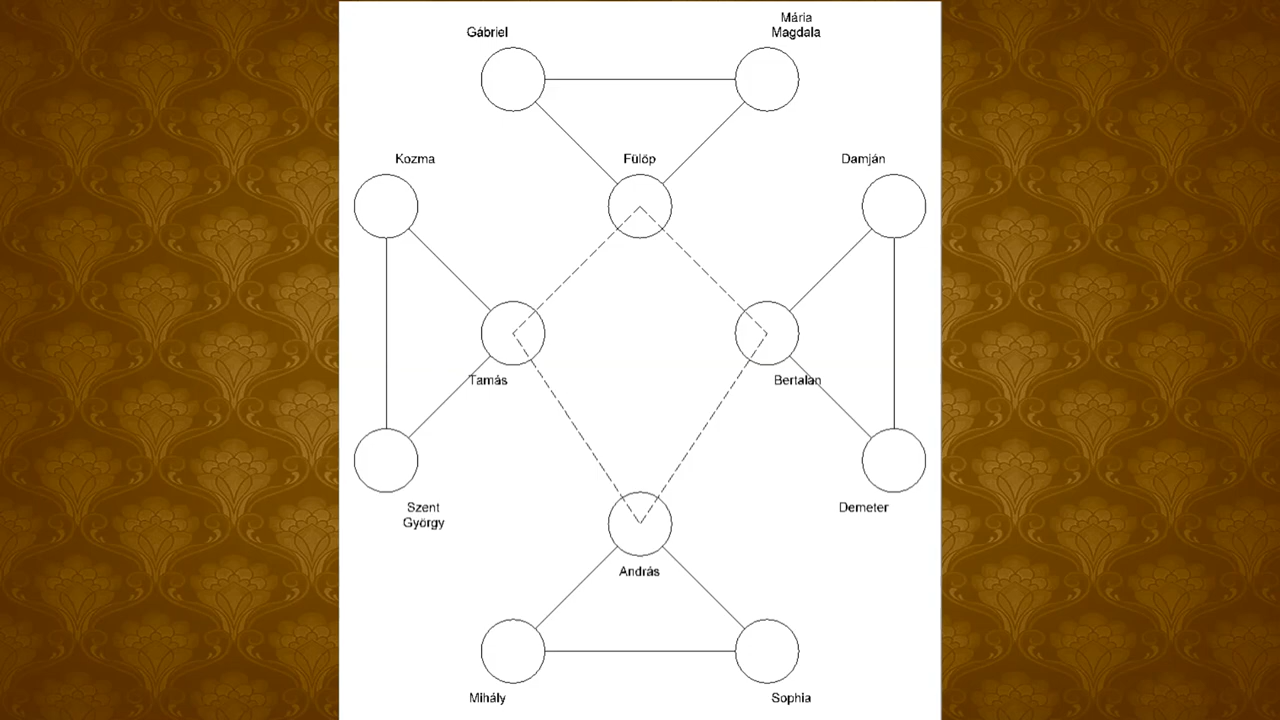 Mária
Gábriel
Magdala
Kozma
Fülöp
Damján
Tamás
Bertalan
Szent
György
Demeter
András
Mihály
Sophia